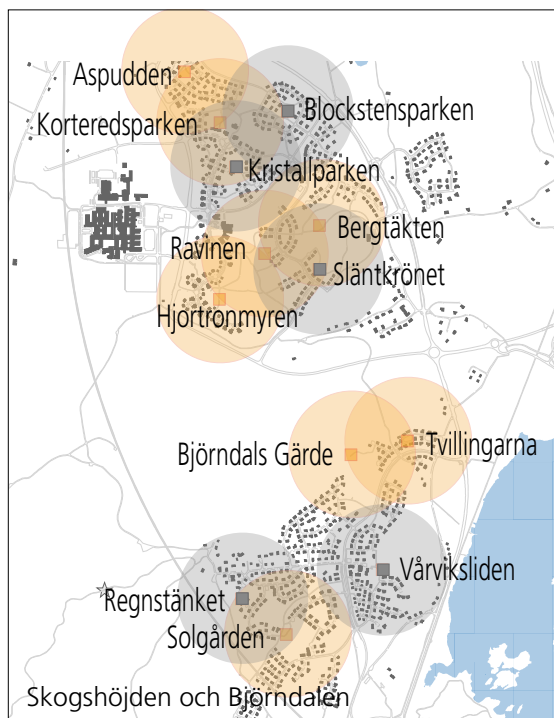 Aspudden
Blockstensparken
Korteredsparken
Kristallparken
Bergtäkten
Ravinen
Släntkrönet
Hjortronmyren
Tvillingarna
Björndals Gärde
Vårviksliden
Regnstänket
Solgården
Skogshöjden och Björndalen